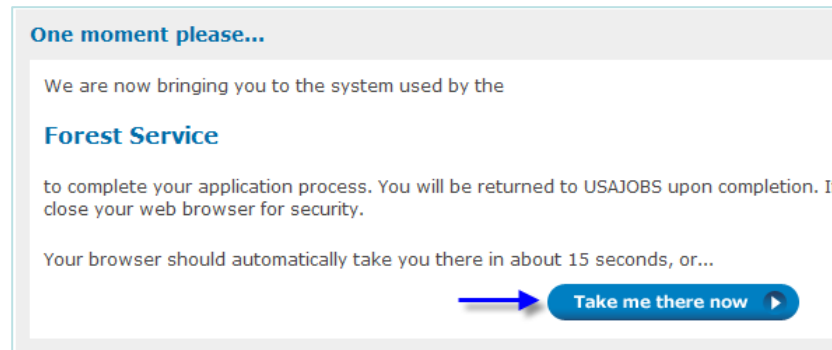 One moment please...
We are now bringing you to the system used by the
Forest Service
to complete your application process. You will be returned to USAJOBS upon completion.
close your web browser for security.
Your browser should automatically take you there in about 15 seconds, or...
Take me there now